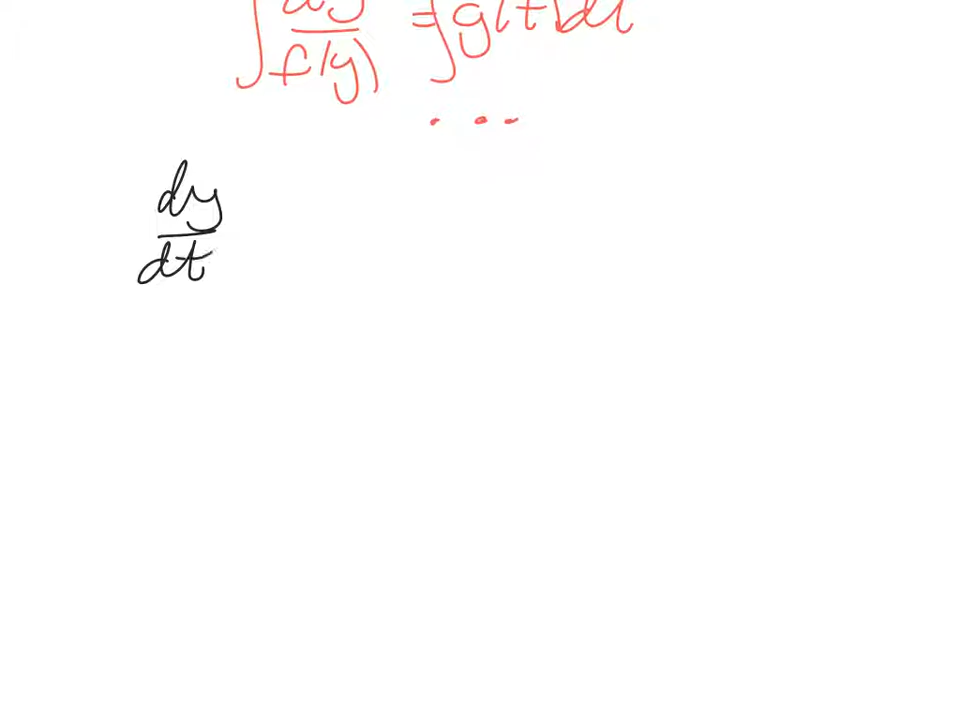 ∫ dy/f(y) = ∫ g(t)dt
...
dy/dt